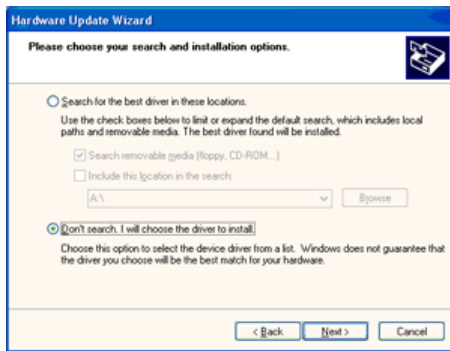 Hardware Update Wizard
Please choose your search and installation options.
Search for the best driver in these locations.
Use the check boxes below to limit or expand the default search, which includes local
paths and removable media. The best driver found will be installed.
Search removable media (floppy, CD-ROM...)
Include this location in the search:
A:\
Browse
Don't search. I will choose the driver to install.
Choose this option to select the device driver from a list. Windows does not guarantee that
the driver you choose will be the best match for your hardware.
< Back Next > Cancel